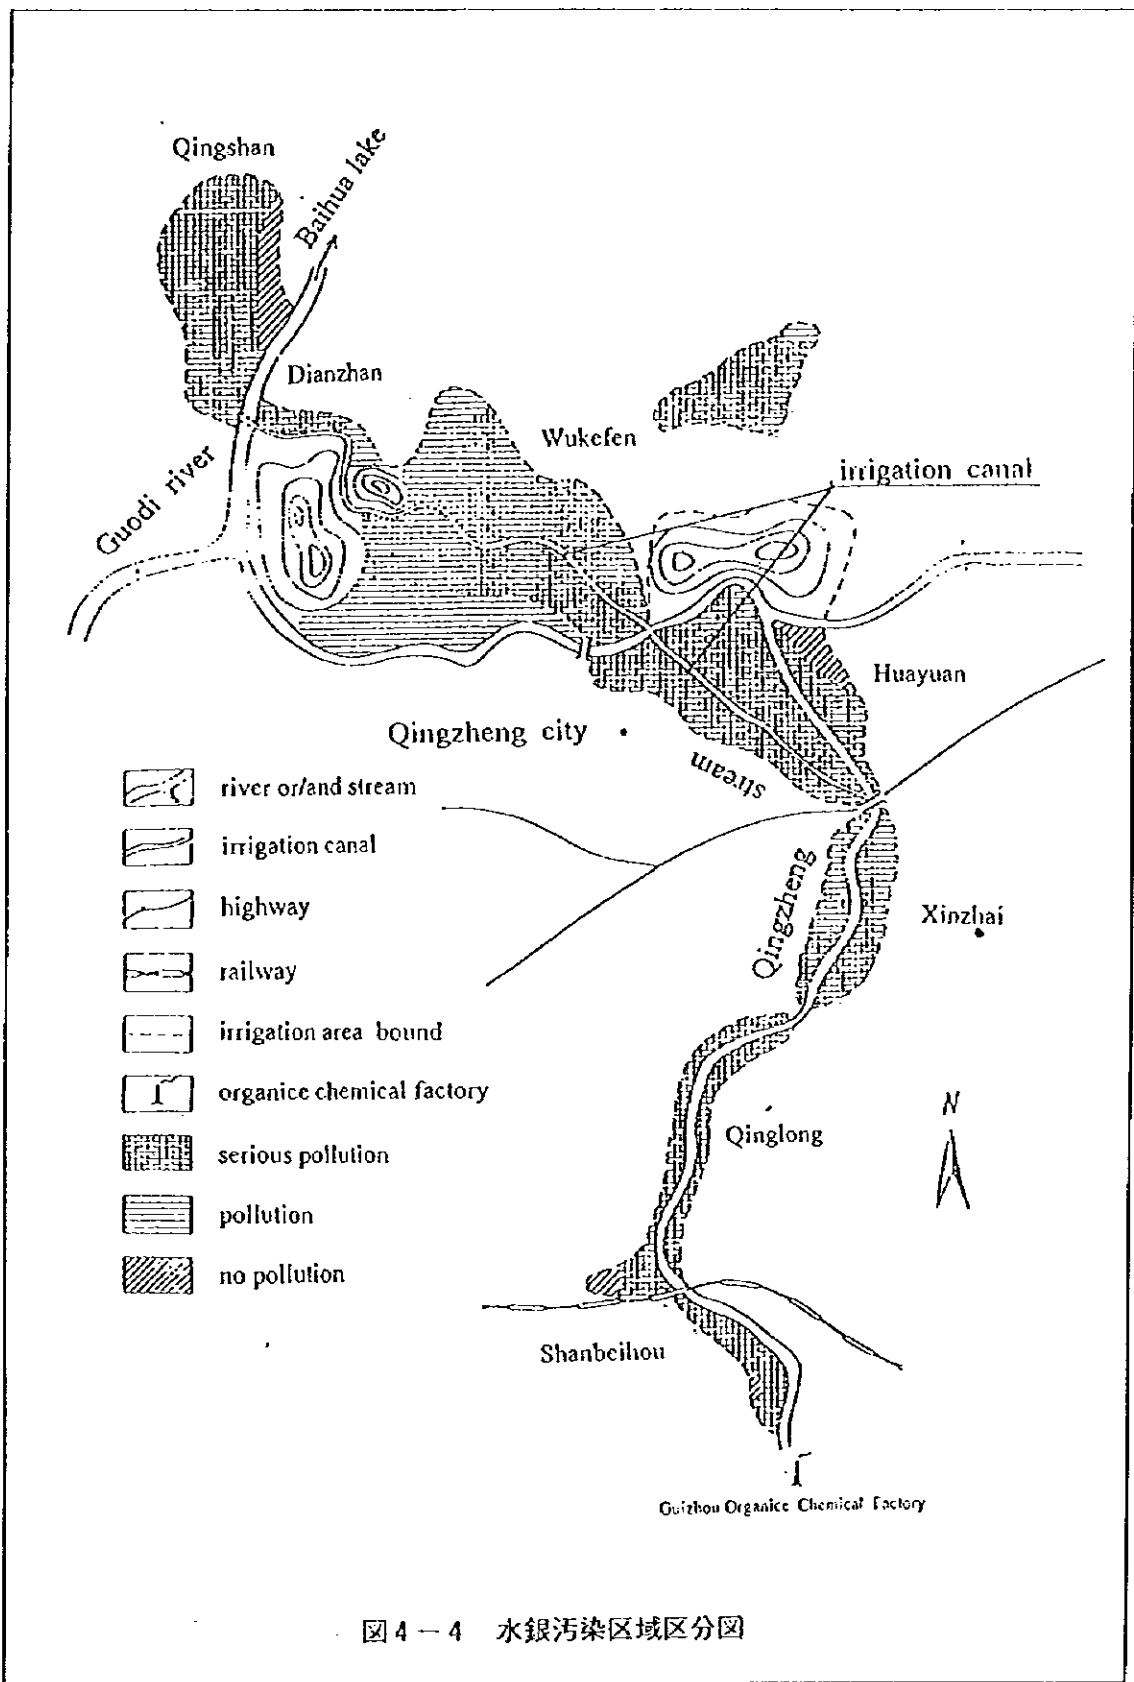 Qingshan
Baihua lake
Dianzhan
Wukefen
irrigation canal
Guodi river
Huayuan
Qingzheng city
stream
river or/and stream
irrigation canal
highway
Qingzheng
Xinzhai
railway
irrigation area bound
organice chemical factory
N
Qinglong
serious pollution
pollution
no pollution
Shanbeihou
Guizhou Organice Chemical Factory
図4－4 水銀汚染区域区分図